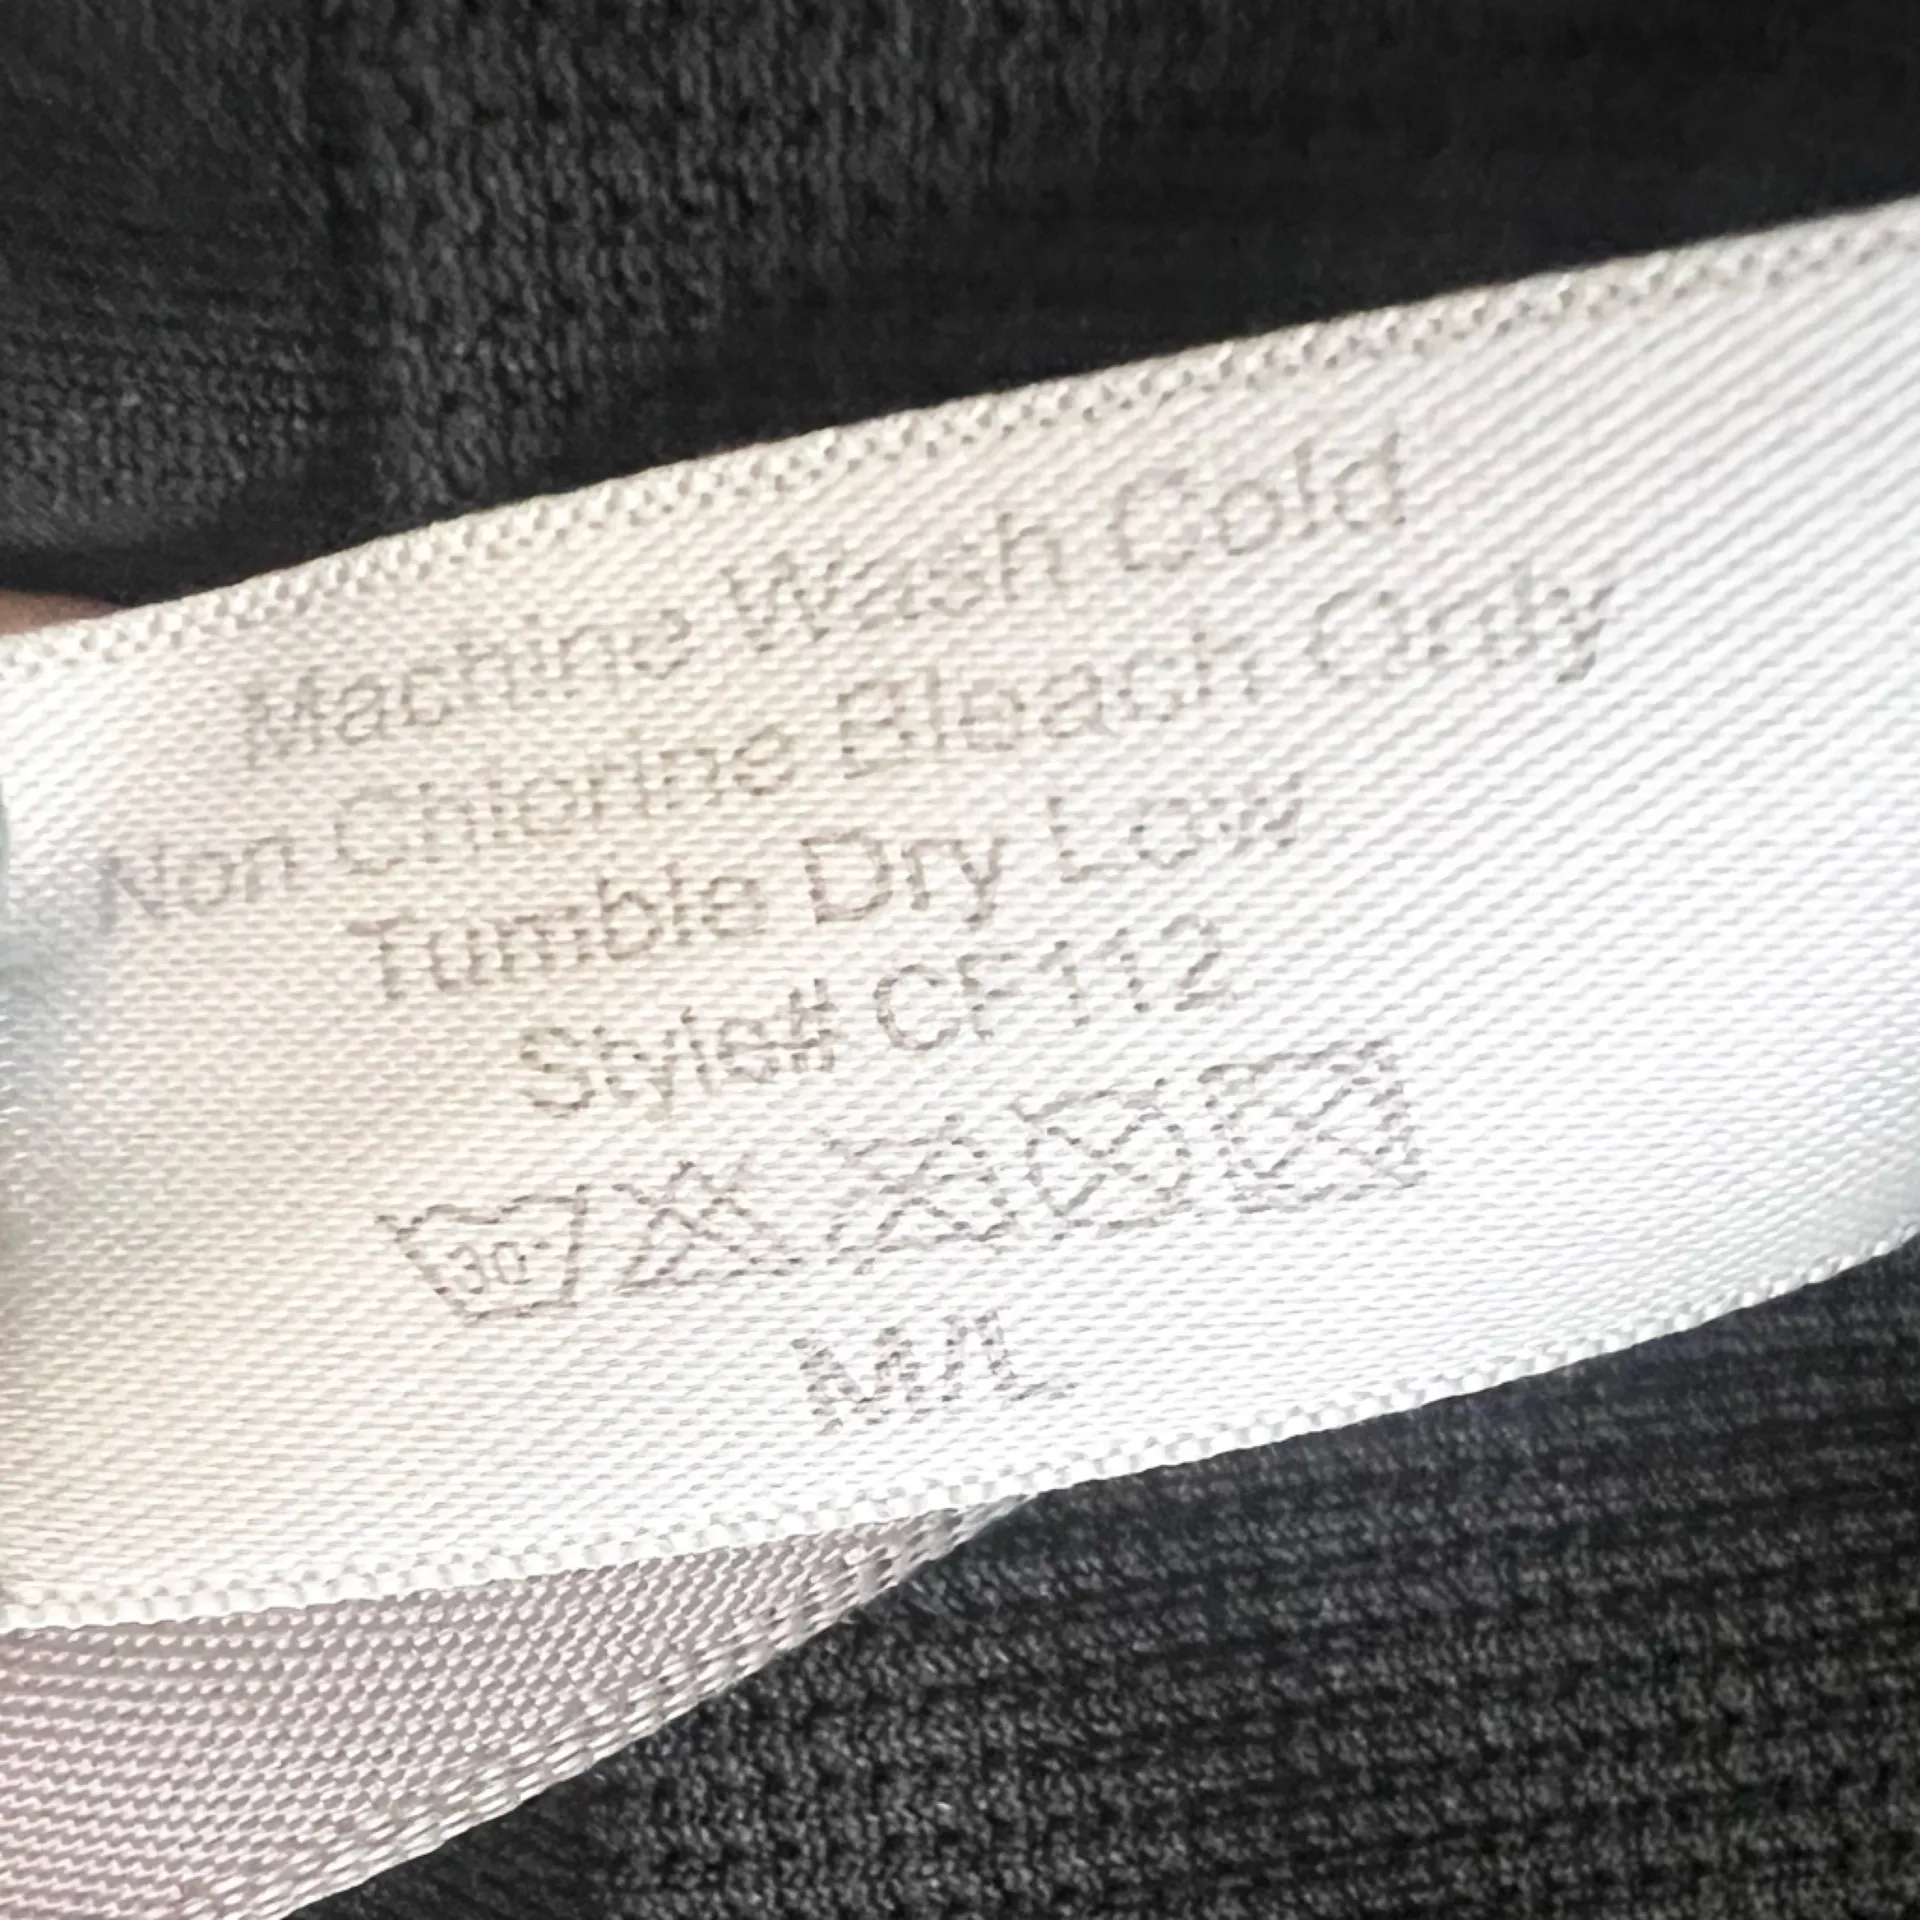 Machine Wash Cold
Non Chlorine Bleach Only
Tumble Dry Low
Style# CF112
30
M/L